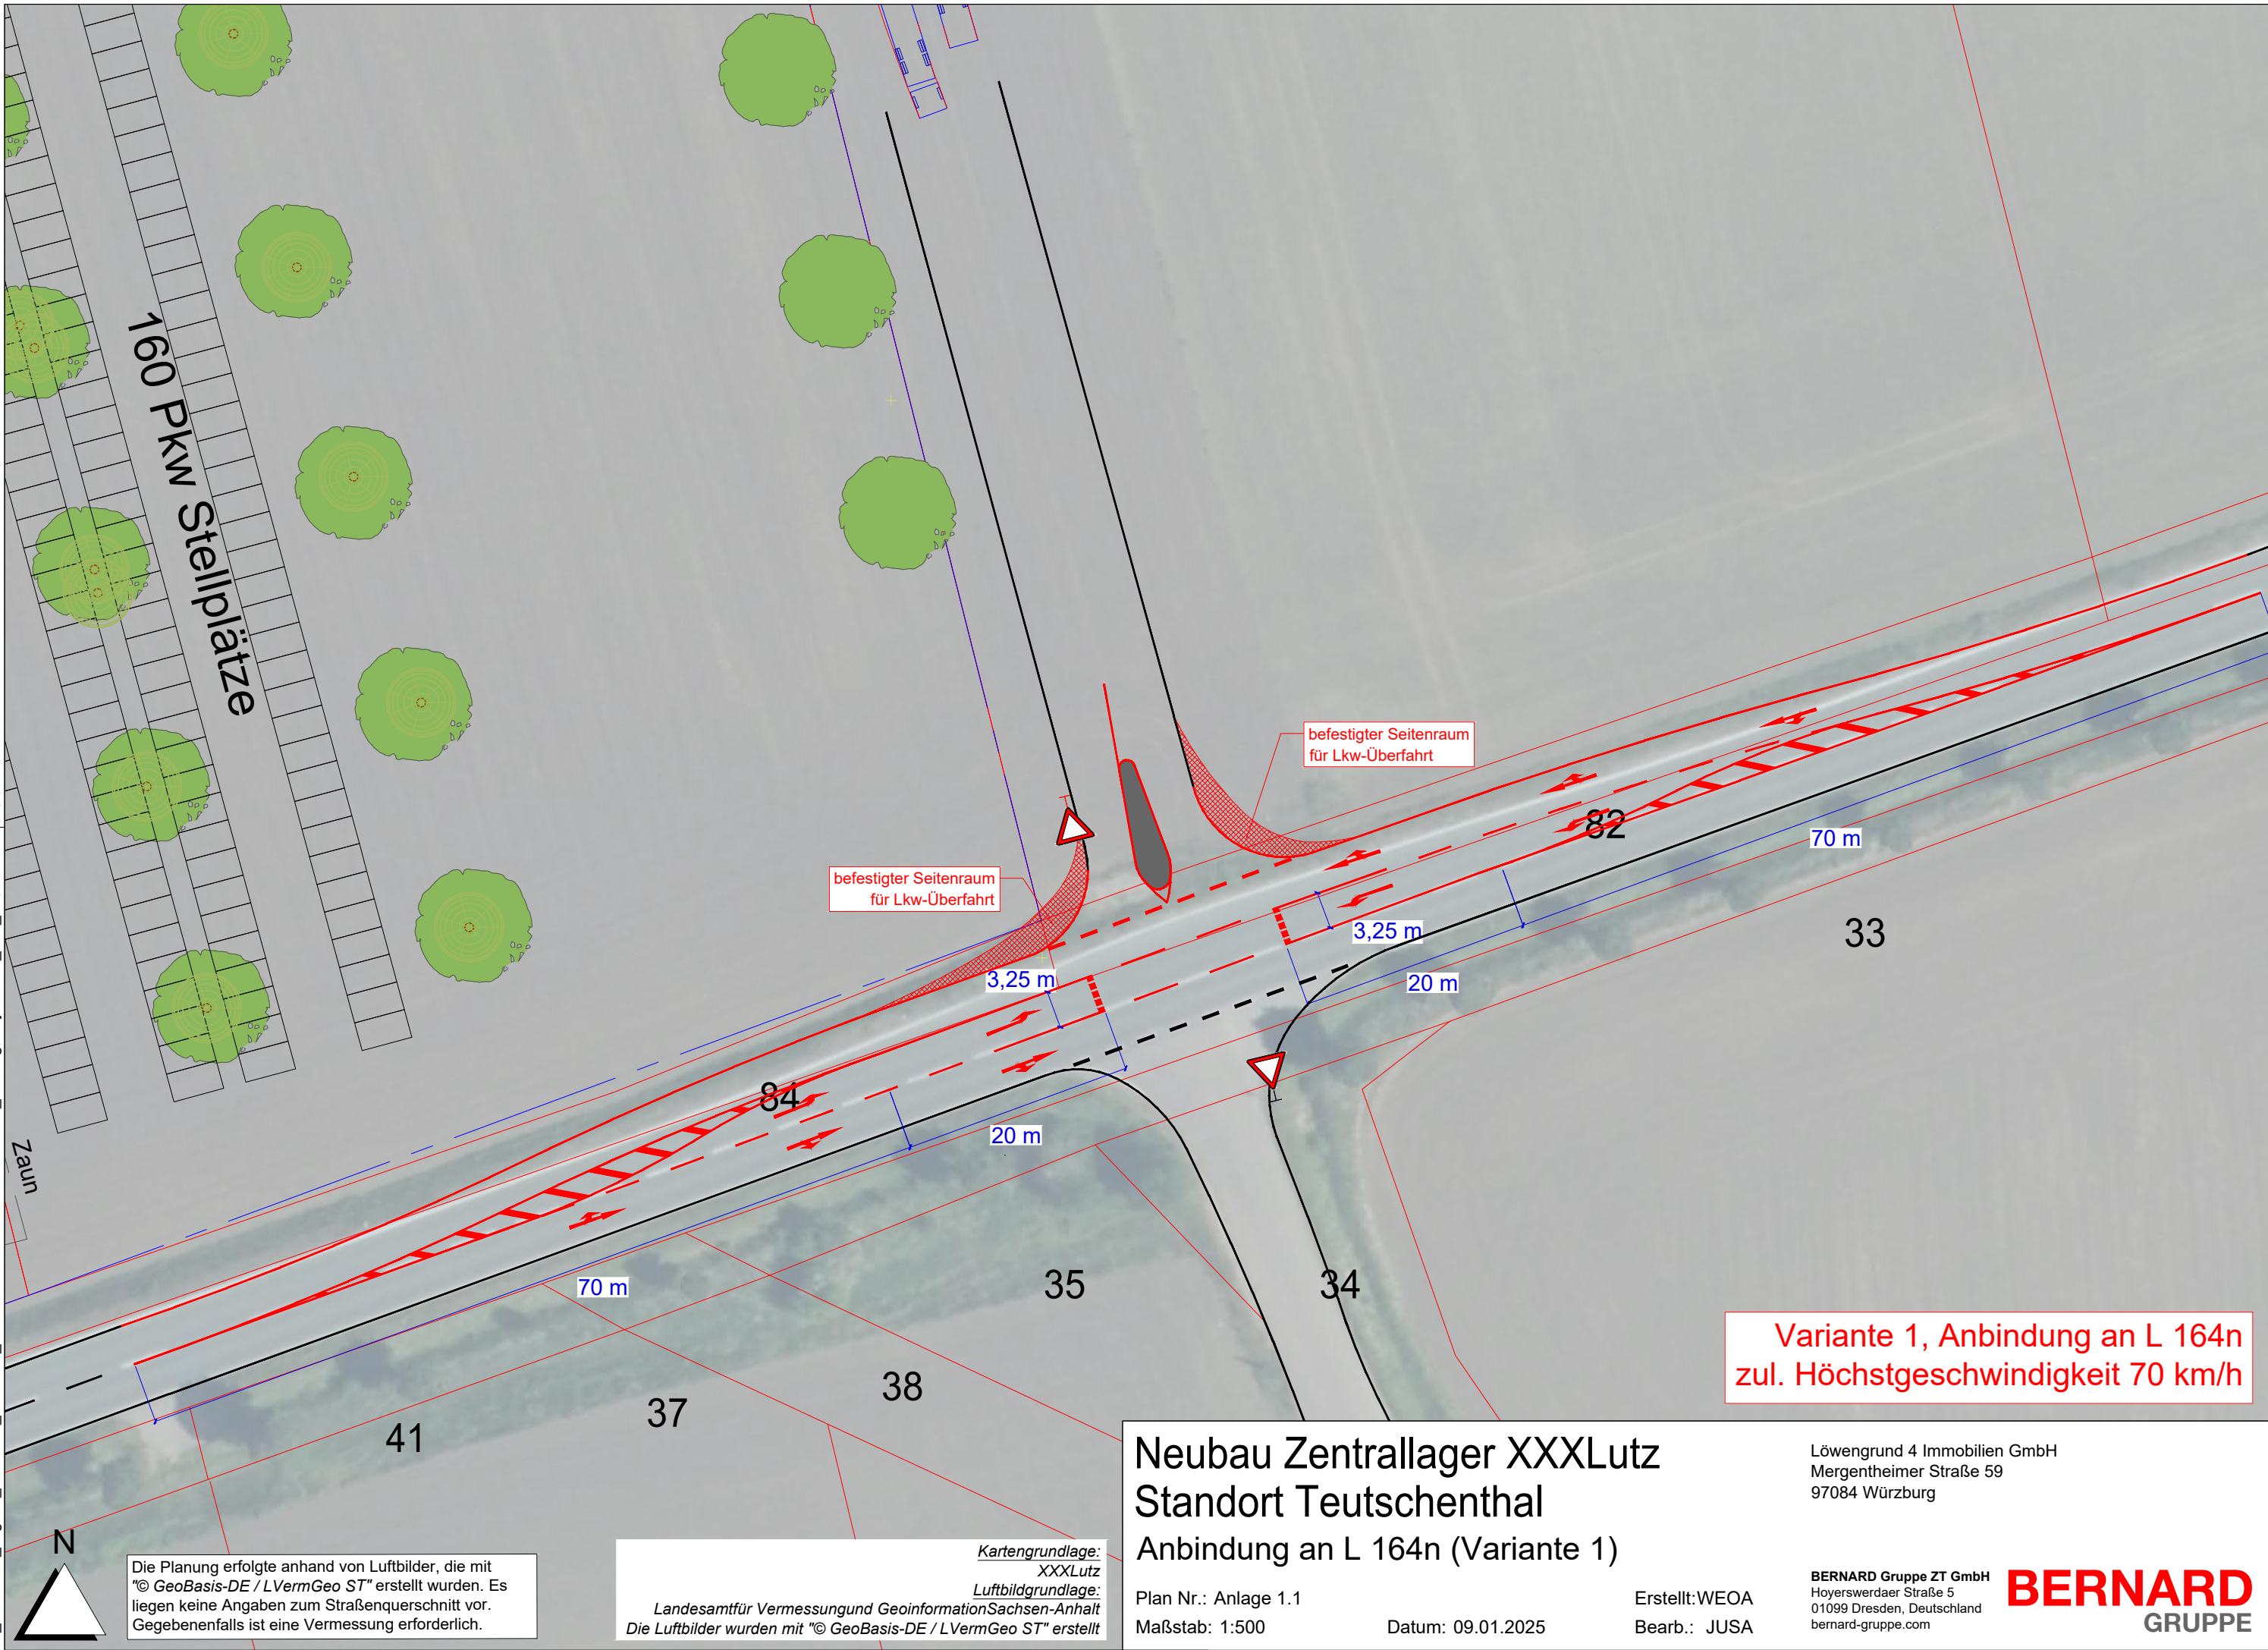 160 Pkw Stellplätze
befestigter Seitenraum
für Lkw-Überfahrt
befestigter Seitenraum
für Lkw-Überfahrt
82
70 m
33
3,25 m
3,25 m
20 m
84
20 m
Zaun
70 m
35
34
38
37
41
Variante 1, Anbindung an L 164n
zul. Höchstgeschwindigkeit 70 km/h
N
Die Planung erfolgte anhand von Luftbilder, die mit
"© GeoBasis-DE / LVermGeo ST" erstellt wurden. Es
liegen keine Angaben zum Straßenquerschnitt vor.
Gegebenenfalls ist eine Vermessung erforderlich.
Kartengrundlage:
XXXLutz
Luftbildgrundlage:
Landesamtfür Vermessungund GeoinformationSachsen-Anhalt
Die Luftbilder wurden mit "© GeoBasis-DE / LVermGeo ST" erstellt
Neubau Zentrallager XXXLutz
Standort Teutschenthal
Anbindung an L 164n (Variante 1)
Plan Nr.: Anlage 1.1
Erstellt:WEOA
Maßstab: 1:500
Datum: 09.01.2025
Bearb.: JUSA
Löwengrund 4 Immobilien GmbH
Mergentheimer Straße 59
97084 Würzburg
BERNARD Gruppe ZT GmbH
Hoyerswerdaer Straße 5
01099 Dresden, Deutschland
bernard-gruppe.com
BERNARD
GRUPPE